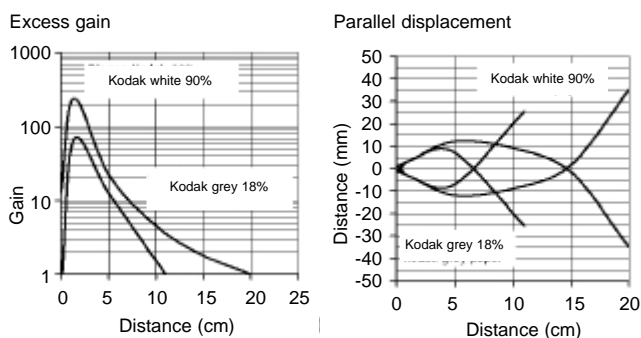 Excess gain
1000
Kodak white 90%
100
Kodak grey 18%
Gain
10
1
0 5 10 15 20 25
Distance (cm)
Parallel displacement
50
40
Kodak white 90%
30
20
10
0
Distance (mm)
-10
-20
-30
Kodak grey 18%
-40
-50
0 5 10 15 20
Distance (cm)